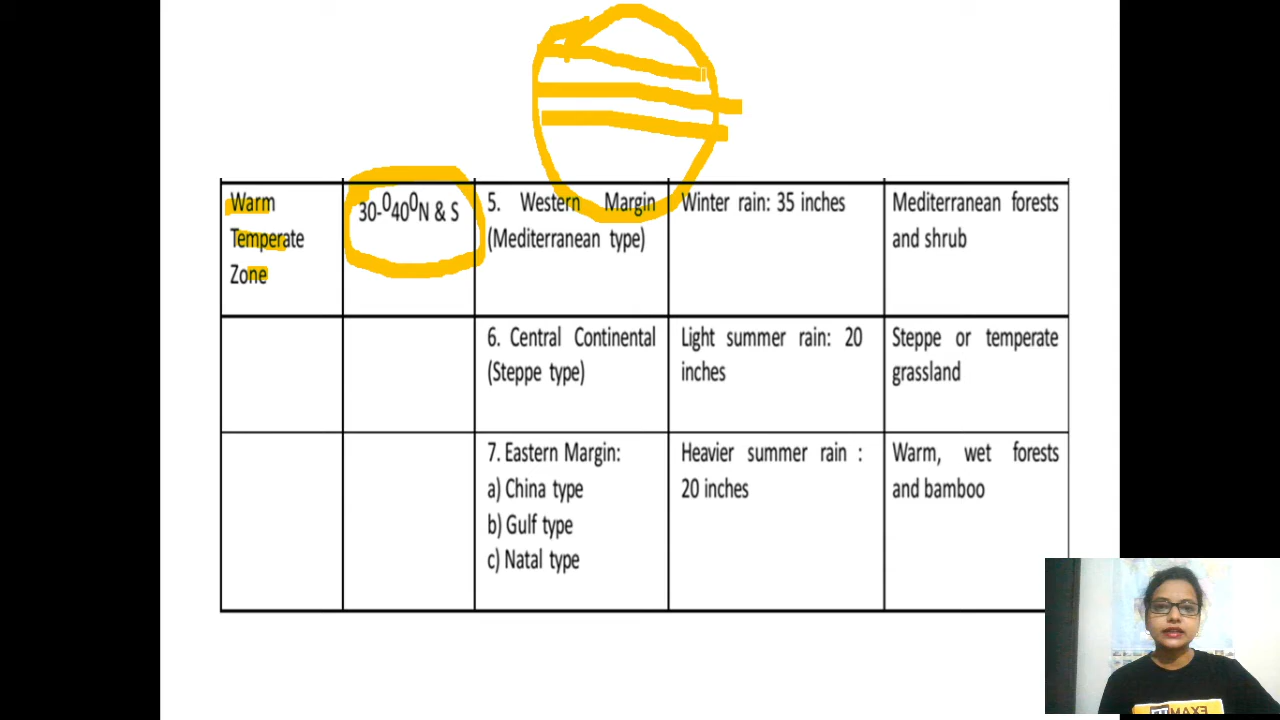 Warm
Temperate
Zone
30-⁰40⁰N & S
5. Western Margin
(Mediterranean type)
Winter rain: 35 inches
Mediterranean forests
and shrub
6. Central Continental
(Steppe type)
Light summer rain: 20
inches
Steppe or temperate
grassland
7. Eastern Margin:
a) China type
b) Gulf type
c) Natal type
Heavier summer rain :
20 inches
Warm, wet forests
and bamboo